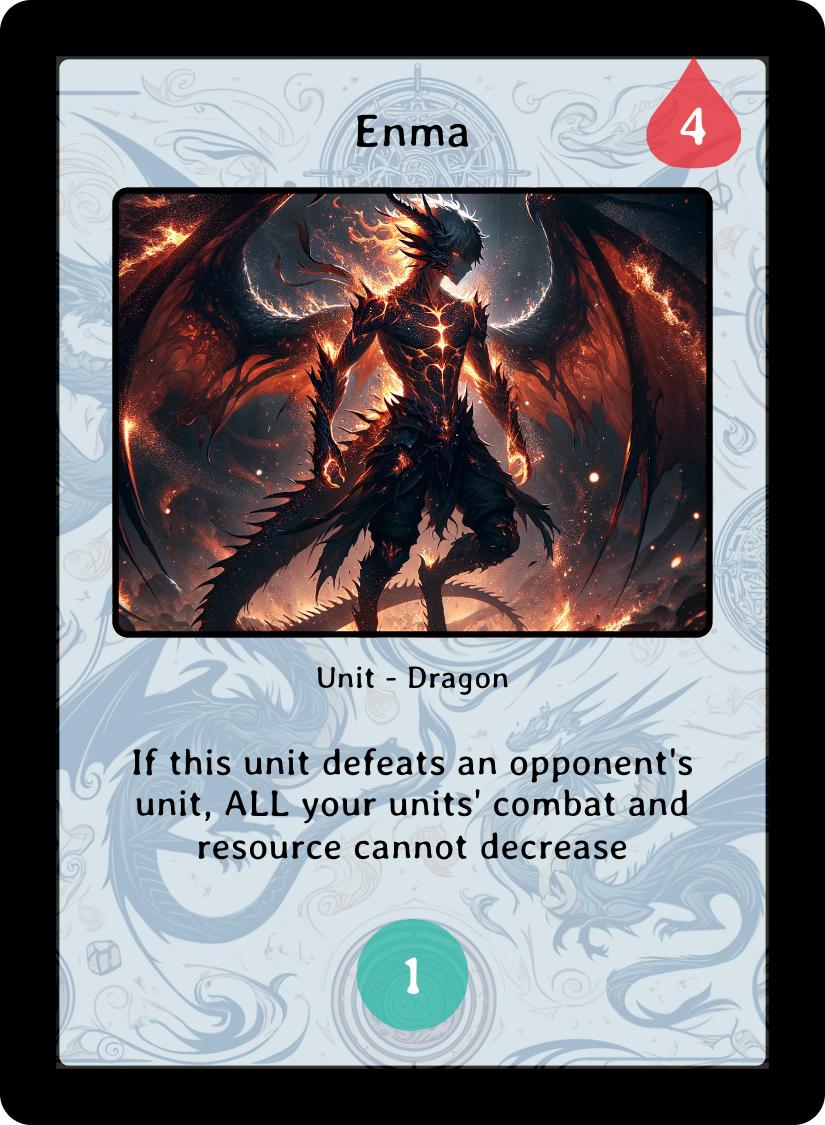 Enma
4
Unit - Dragon
If this unit defeats an opponent's
unit, ALL your units' combat and
resource cannot decrease
1